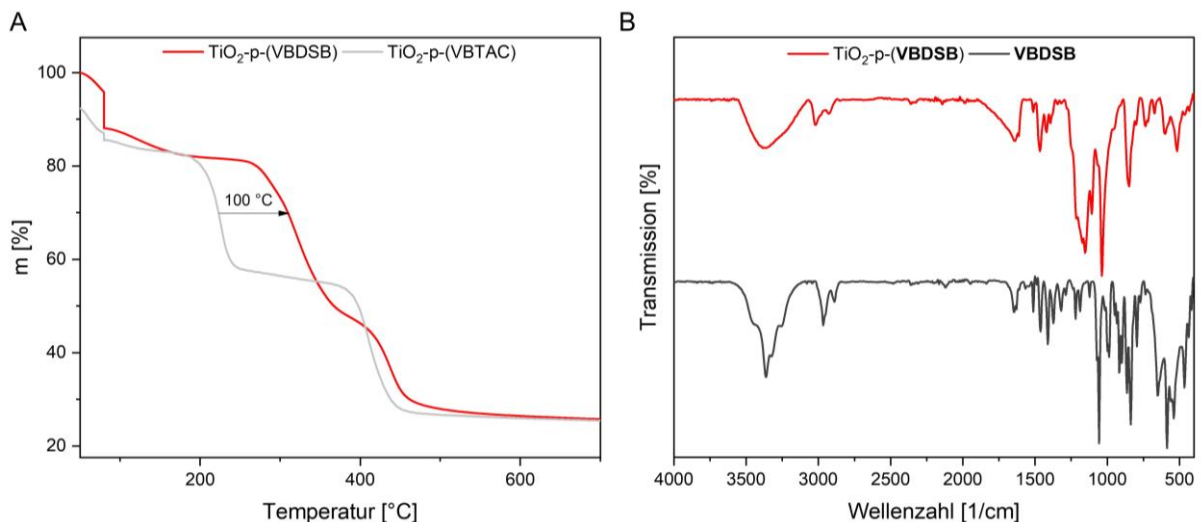 A
TiO₂-p-(VBDSB) TiO₂-p-(VBTAC)
100
80
60
40
20
m [%]
100 °C
200 400 600
Temperatur [°C]
B
TiO₂-p-(VBDSB) VBDSB
Transmission [%]
4000 3500 3000 2500 2000 1500 1000 500
Wellenzahl [1/cm]